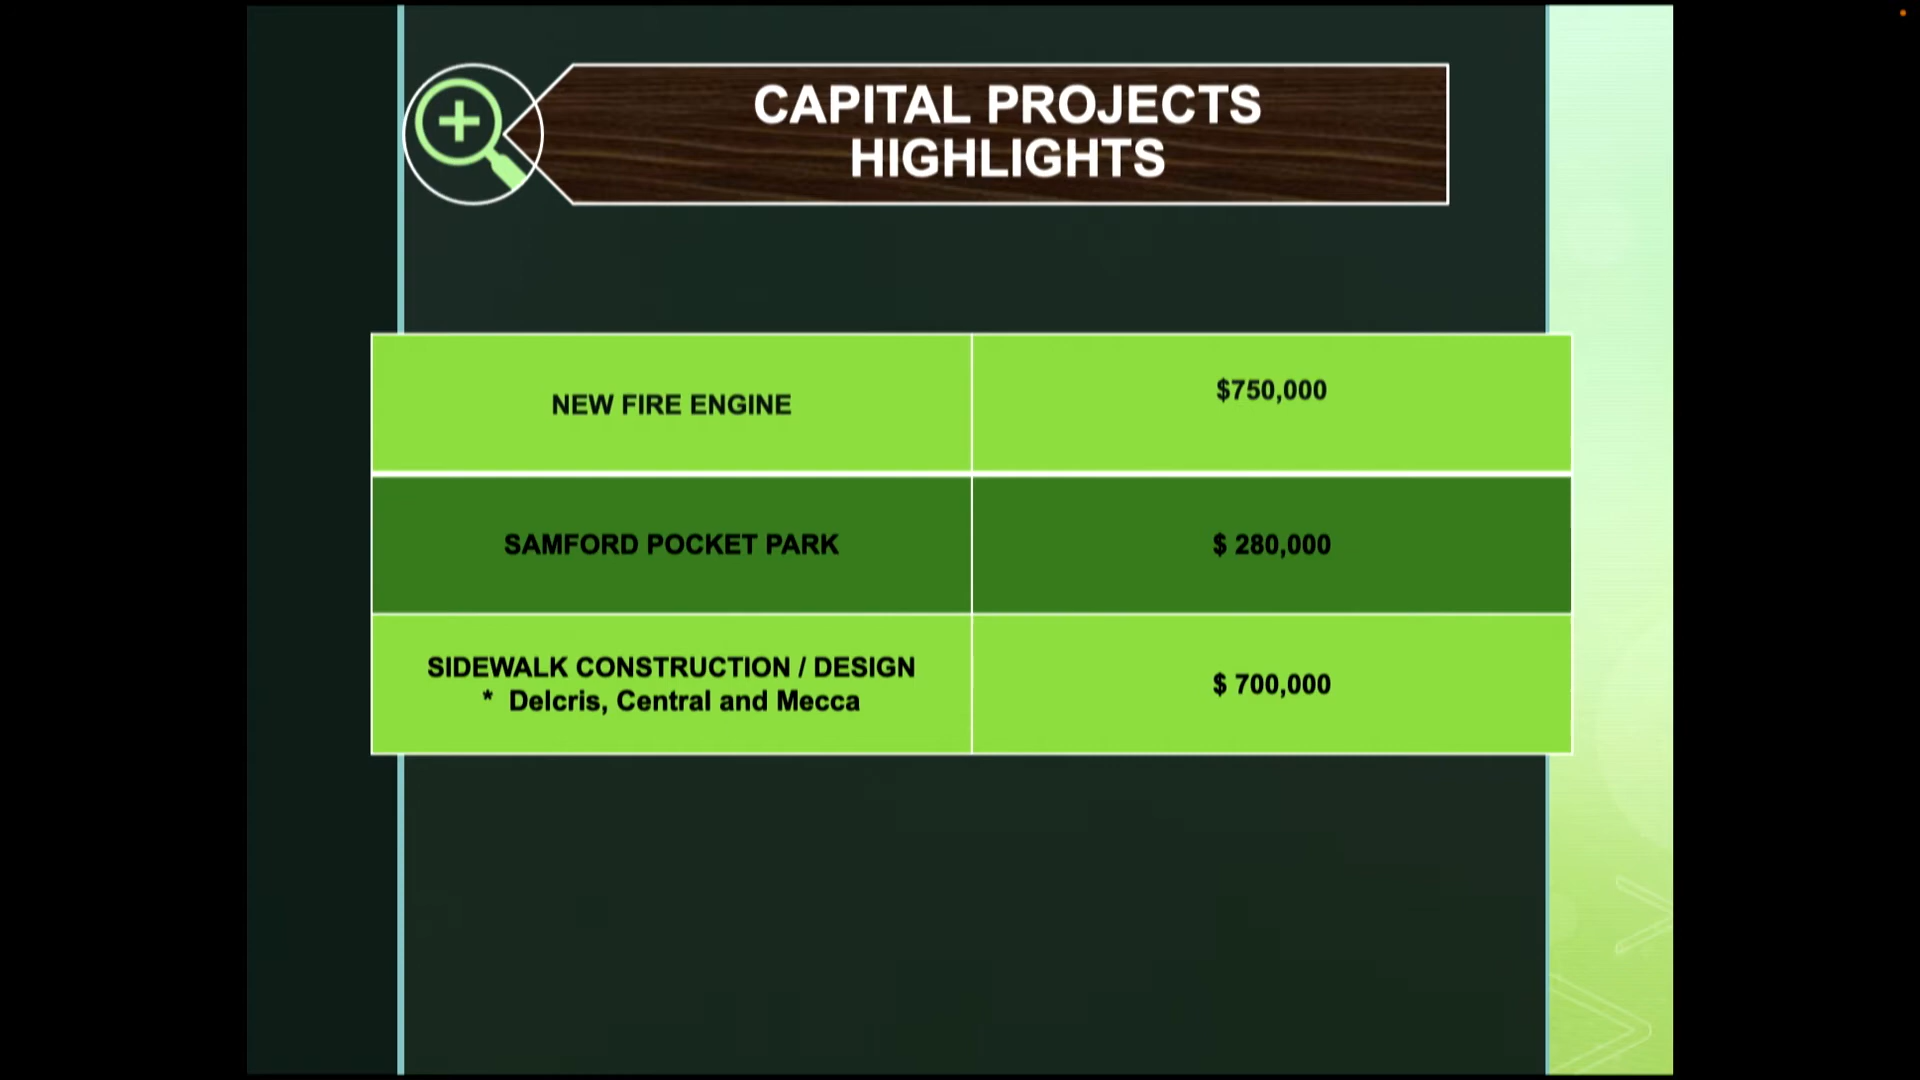 CAPITAL PROJECTS
HIGHLIGHTS
NEW FIRE ENGINE
$750,000
SAMFORD POCKET PARK
$ 280,000
SIDEWALK CONSTRUCTION / DESIGN
* Delcris, Central and Mecca
$ 700,000